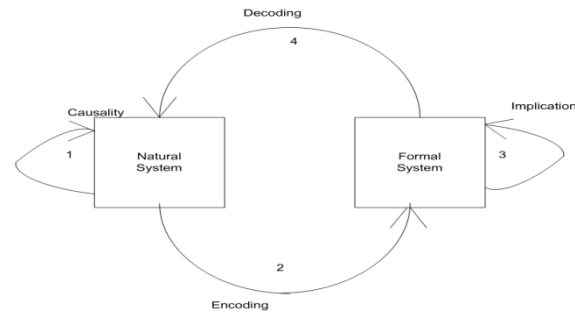 Decoding
4
Causality
Implication
1
Natural
System
Formal
System
3
2
Encoding